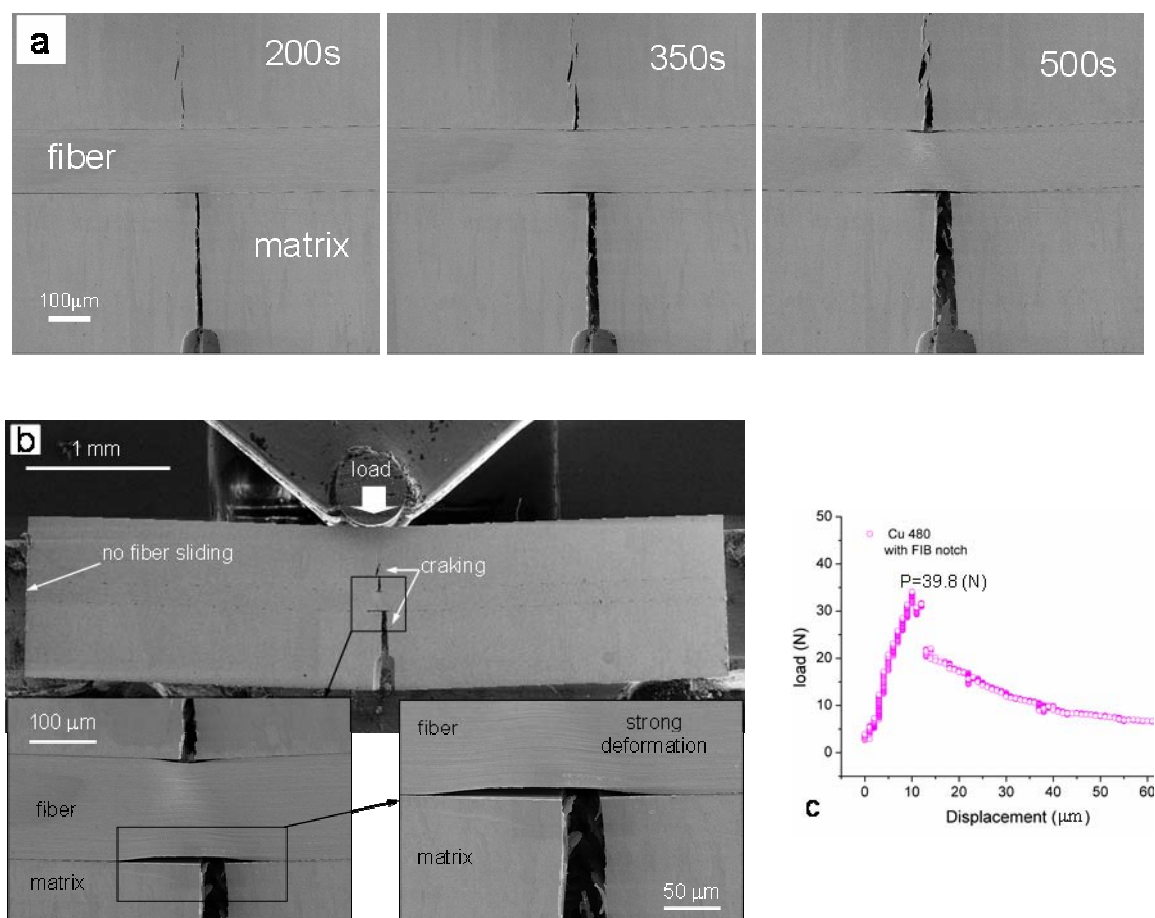 a
200s
350s
500s
fiber
matrix
100μm
b
1 mm
load
no fiber sliding
craking
100 μm
fiber
matrix
fiber
strong
deformation
matrix
50 μm
50
40
30
20
10
0
load (N)
Cu 480
with FIB notch
P=39.8 (N)
c
0 10 20 30 40 50 60
Displacement (μm)